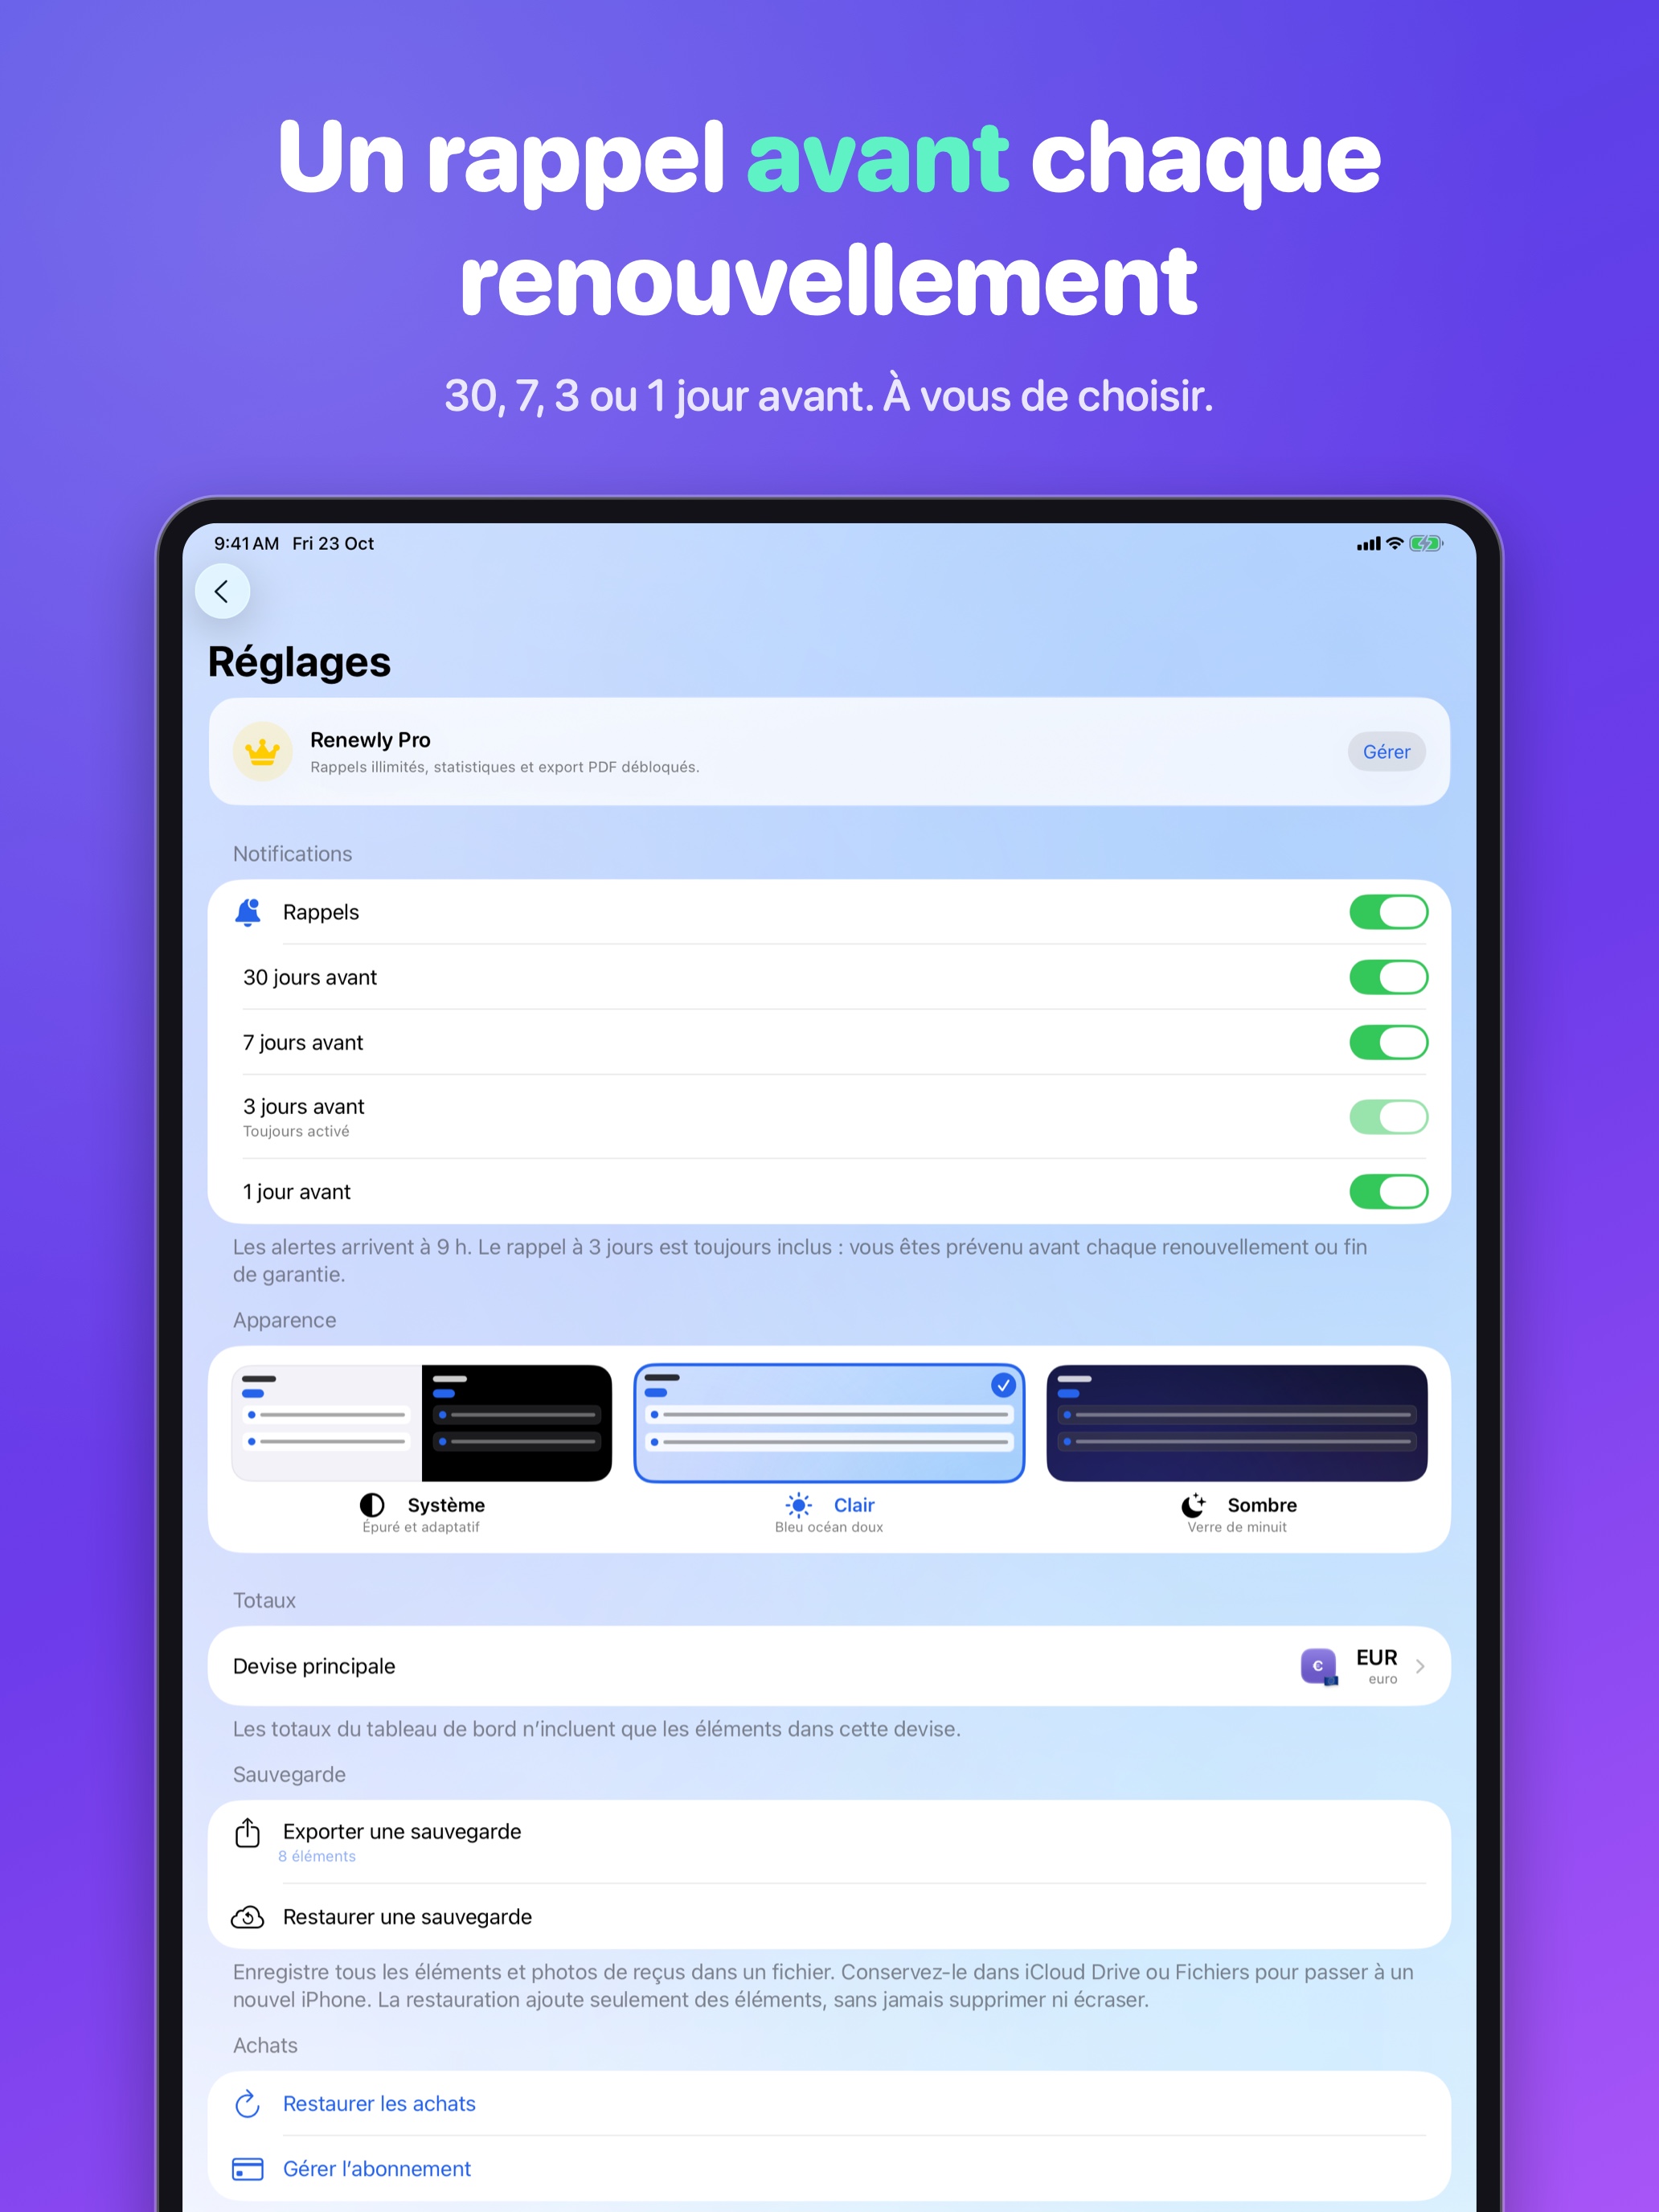 Un rappel avant chaque
renouvellement
30, 7, 3 ou 1 jour avant. À vous de choisir.
9:41 AM Fri 23 Oct
Réglages
Renewly Pro
Rappels illimités, statistiques et export PDF débloqués.
Gérer
Notifications
Rappels
30 jours avant
7 jours avant
3 jours avant
Toujours activé
1 jour avant
Les alertes arrivent à 9 h. Le rappel à 3 jours est toujours inclus : vous êtes prévenu avant chaque renouvellement ou fin
de garantie.
Apparence
Système
Épuré et adaptatif
Clair
Bleu océan doux
Sombre
Verre de minuit
Totaux
Devise principale
€
EUR
euro
Les totaux du tableau de bord n’incluent que les éléments dans cette devise.
Sauvegarde
Exporter une sauvegarde
8 éléments
Restaurer une sauvegarde
Enregistre tous les éléments et photos de reçus dans un fichier. Conservez-le dans iCloud Drive ou Fichiers pour passer à un
nouvel iPhone. La restauration ajoute seulement des éléments, sans jamais supprimer ni écraser.
Achats
Restaurer les achats
Gérer l’abonnement